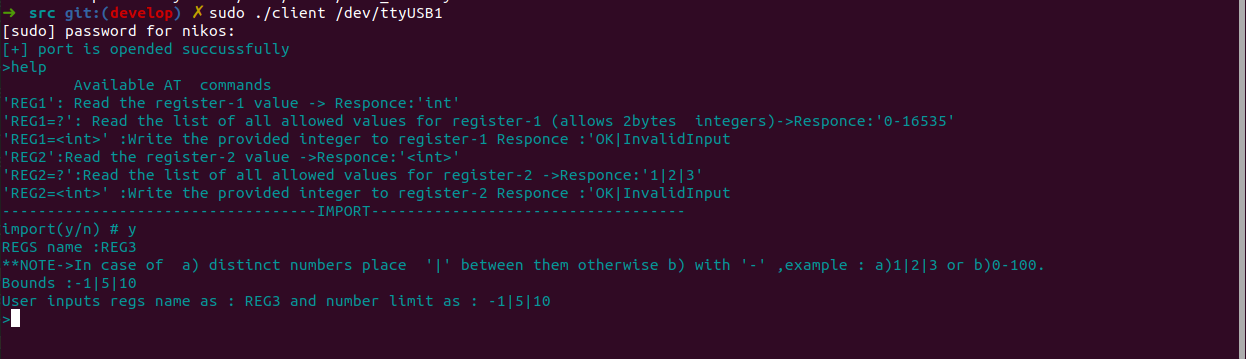 ➜ src git:(develop) ✗ sudo ./client /dev/ttyUSB1
[sudo] password for nikos:
[+] port is opended succussfully
>help
Available AT  commands
'REG1': Read the register-1 value -> Responce:'int'
'REG1=?': Read the list of all allowed values for register-1 (allows 2bytes  integers)->Responce:'0-16535'
'REG1=<int>' :Write the provided integer to register-1 Responce :'OK|InvalidInput
'REG2':Read the register-2 value ->Responce:'<int>'
'REG2=?':Read the list of all allowed values for register-2 ->Responce:'1|2|3'
'REG2=<int>' :Write the provided integer to register-2 Responce :'OK|InvalidInput
-----------------------------------IMPORT-----------------------------------
import(y/n) # y
REGS name :REG3
**NOTE->In case of  a) distinct numbers place  '|' between them otherwise b) with '-' ,example : a)1|2|3 or b)0-100.
Bounds :-1|5|10
User inputs regs name as : REG3 and number limit as : -1|5|10
>